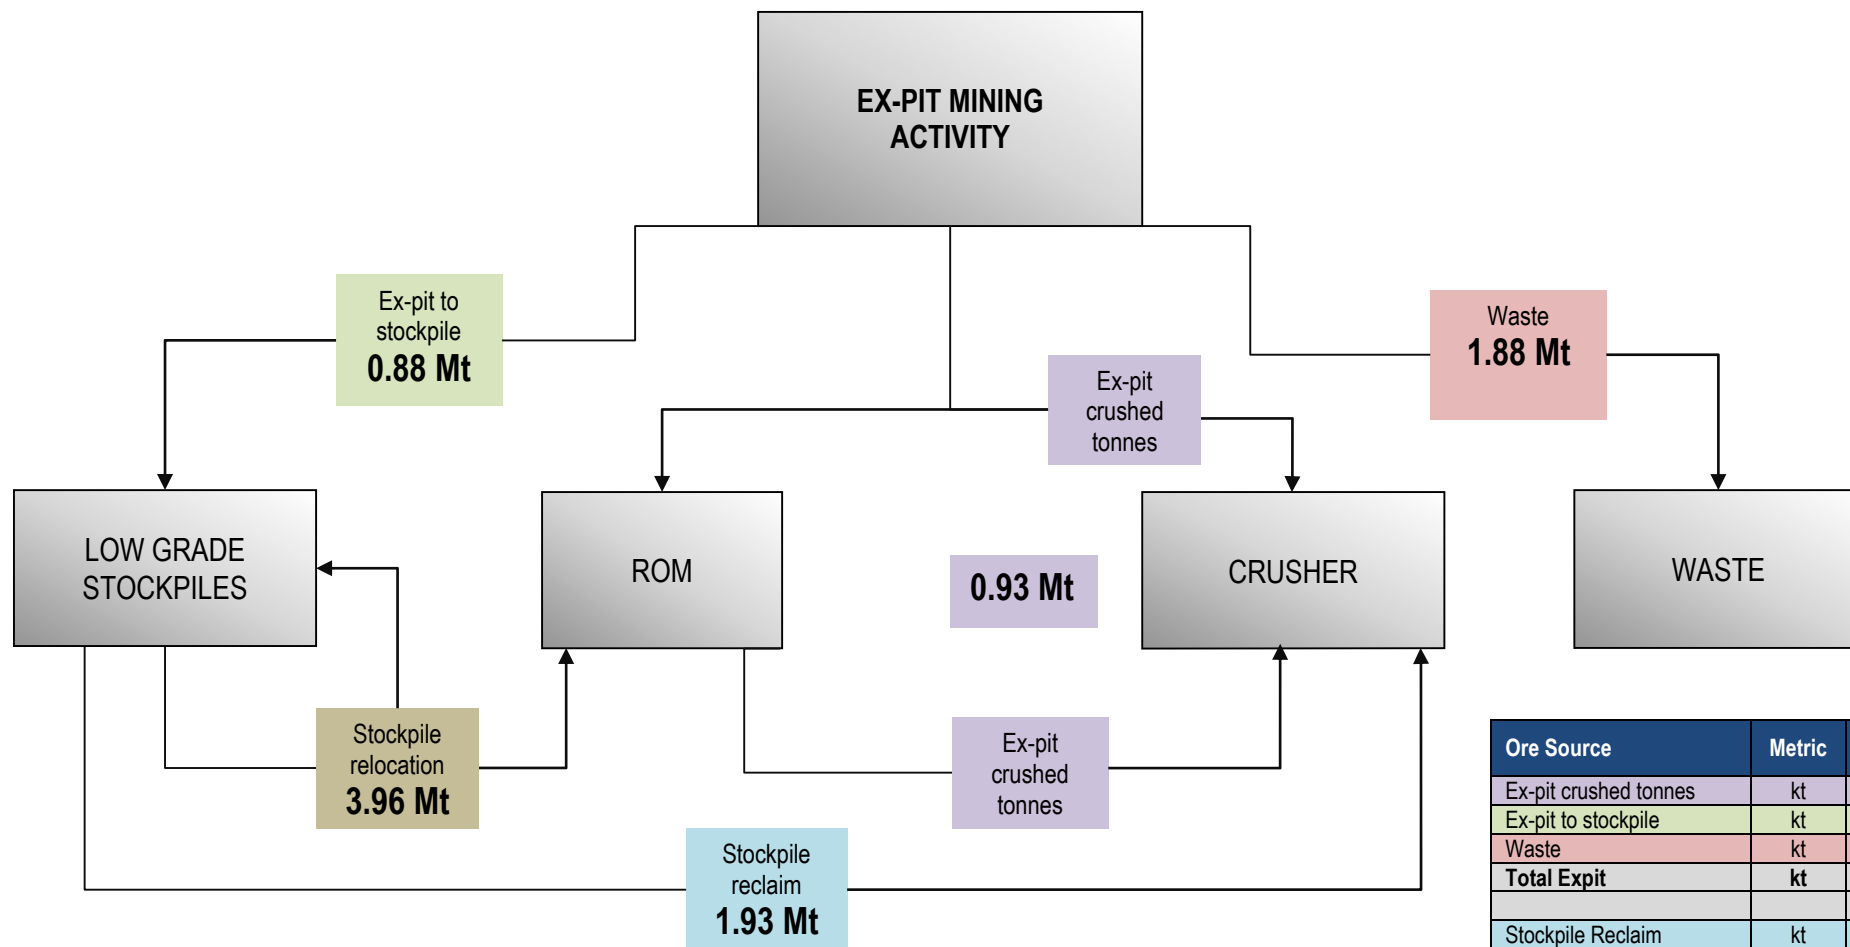 EX-PIT MINING
ACTIVITY
Ex-pit to
stockpile
0.88 Mt
Waste
1.88 Mt
Ex-pit
crushed
tonnes
LOW GRADE
STOCKPILES
ROM
0.93 Mt
CRUSHER
WASTE
Stockpile
relocation
3.96 Mt
Ex-pit
crushed
tonnes
Stockpile
reclaim
1.93 Mt
Ore Source Metric
Ex-pit crushed tonnes kt
Ex-pit to stockpile kt
Waste kt
Total Expit kt
Stockpile Reclaim kt